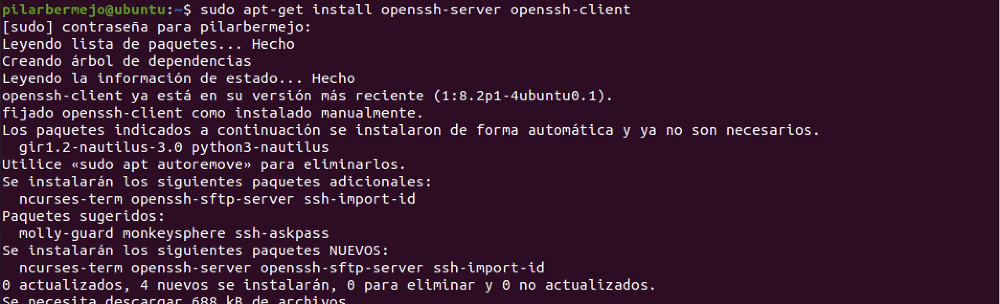 pilarbermejo@ubuntu:~$ sudo apt-get install openssh-server openssh-client
[sudo] contraseña para pilarbermejo:
Leyendo lista de paquetes... Hecho
Creando árbol de dependencias
Leyendo la información de estado... Hecho
openssh-client ya está en su versión más reciente (1:8.2p1-4ubuntu0.1).
fijado openssh-client como instalado manualmente.
Los paquetes indicados a continuación se instalaron de forma automática y ya no son necesarios.
  gir1.2-nautilus-3.0 python3-nautilus
Utilice «sudo apt autoremove» para eliminarlos.
Se instalarán los siguientes paquetes adicionales:
  ncurses-term openssh-sftp-server ssh-import-id
Paquetes sugeridos:
  molly-guard monkeysphere ssh-askpass
Se instalarán los siguientes paquetes NUEVOS:
  ncurses-term openssh-server openssh-sftp-server ssh-import-id
0 actualizados, 4 nuevos se instalarán, 0 para eliminar y 0 no actualizados.
Se necesita descargar 688 kB de archivos